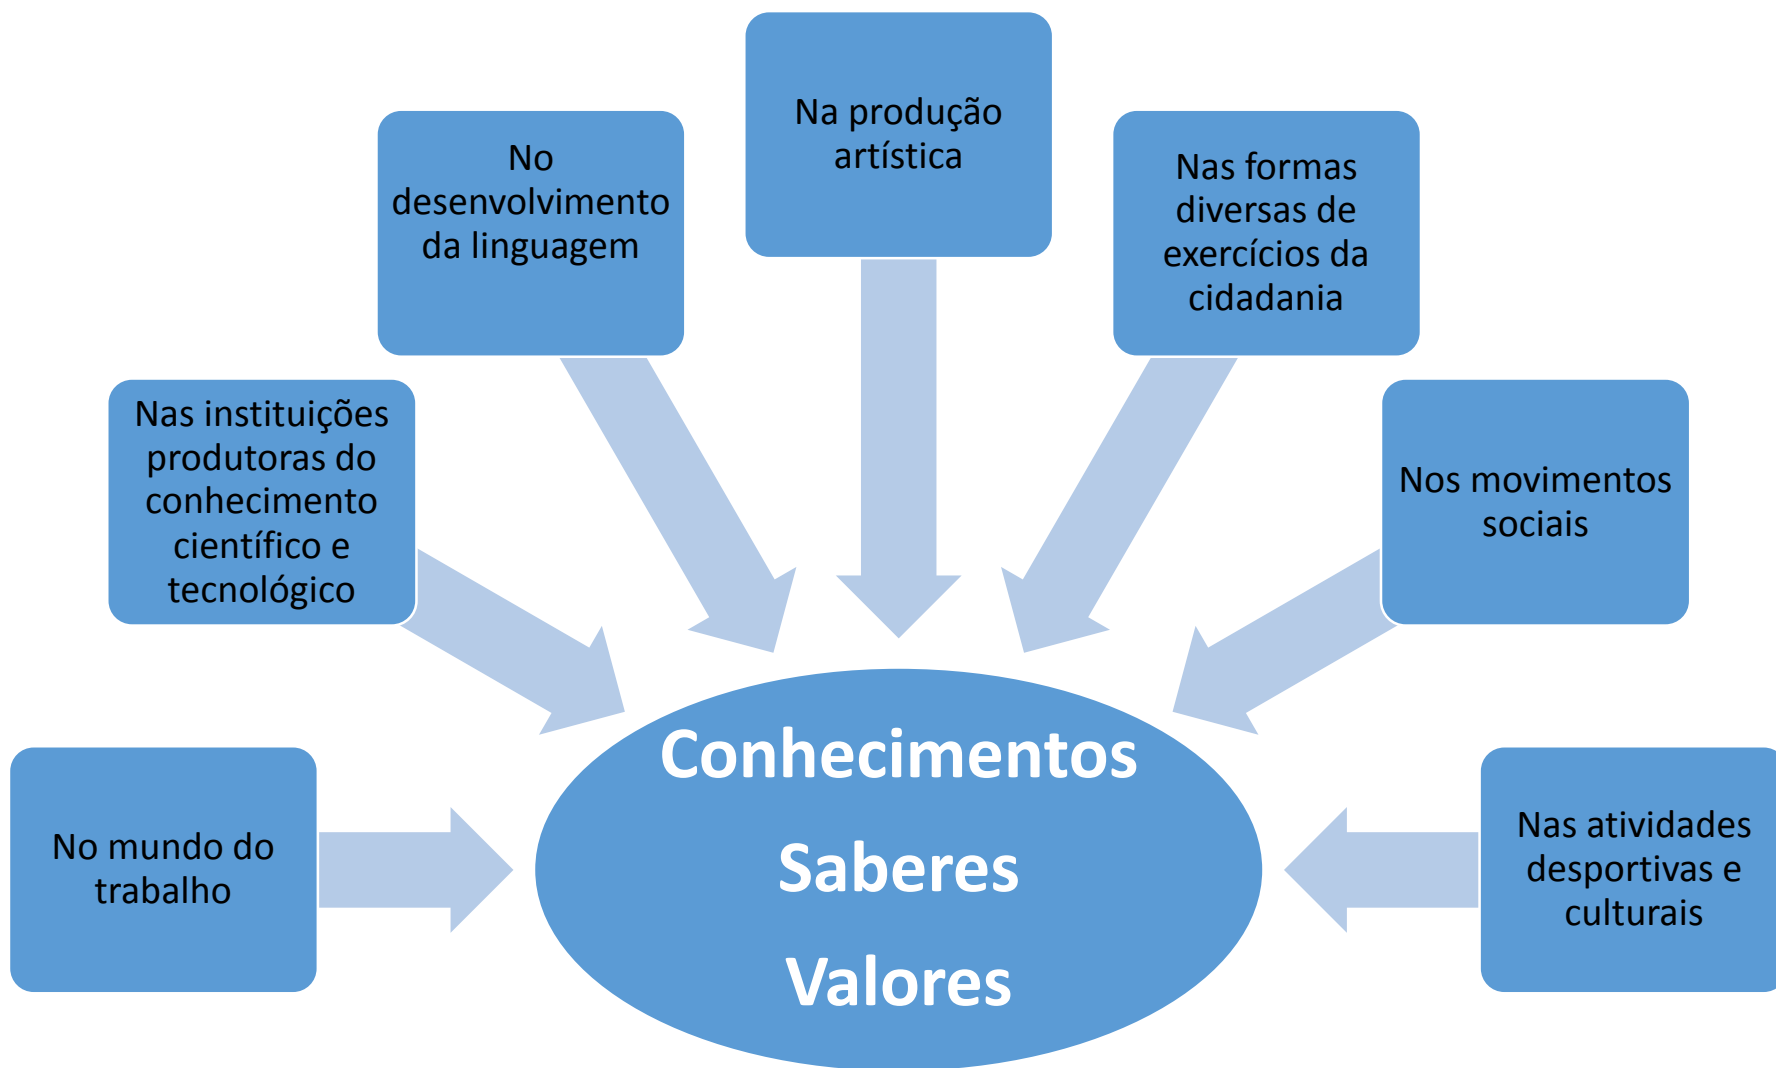 No mundo do
trabalho
Nas instituições
produtoras do
conhecimento
científico e
tecnológico
No
desenvolvimento
da linguagem
Na produção
artística
Nas formas
diversas de
exercícios da
cidadania
Nos movimentos
sociais
Nas atividades
desportivas e
culturais
Conhecimentos
Saberes
Valores